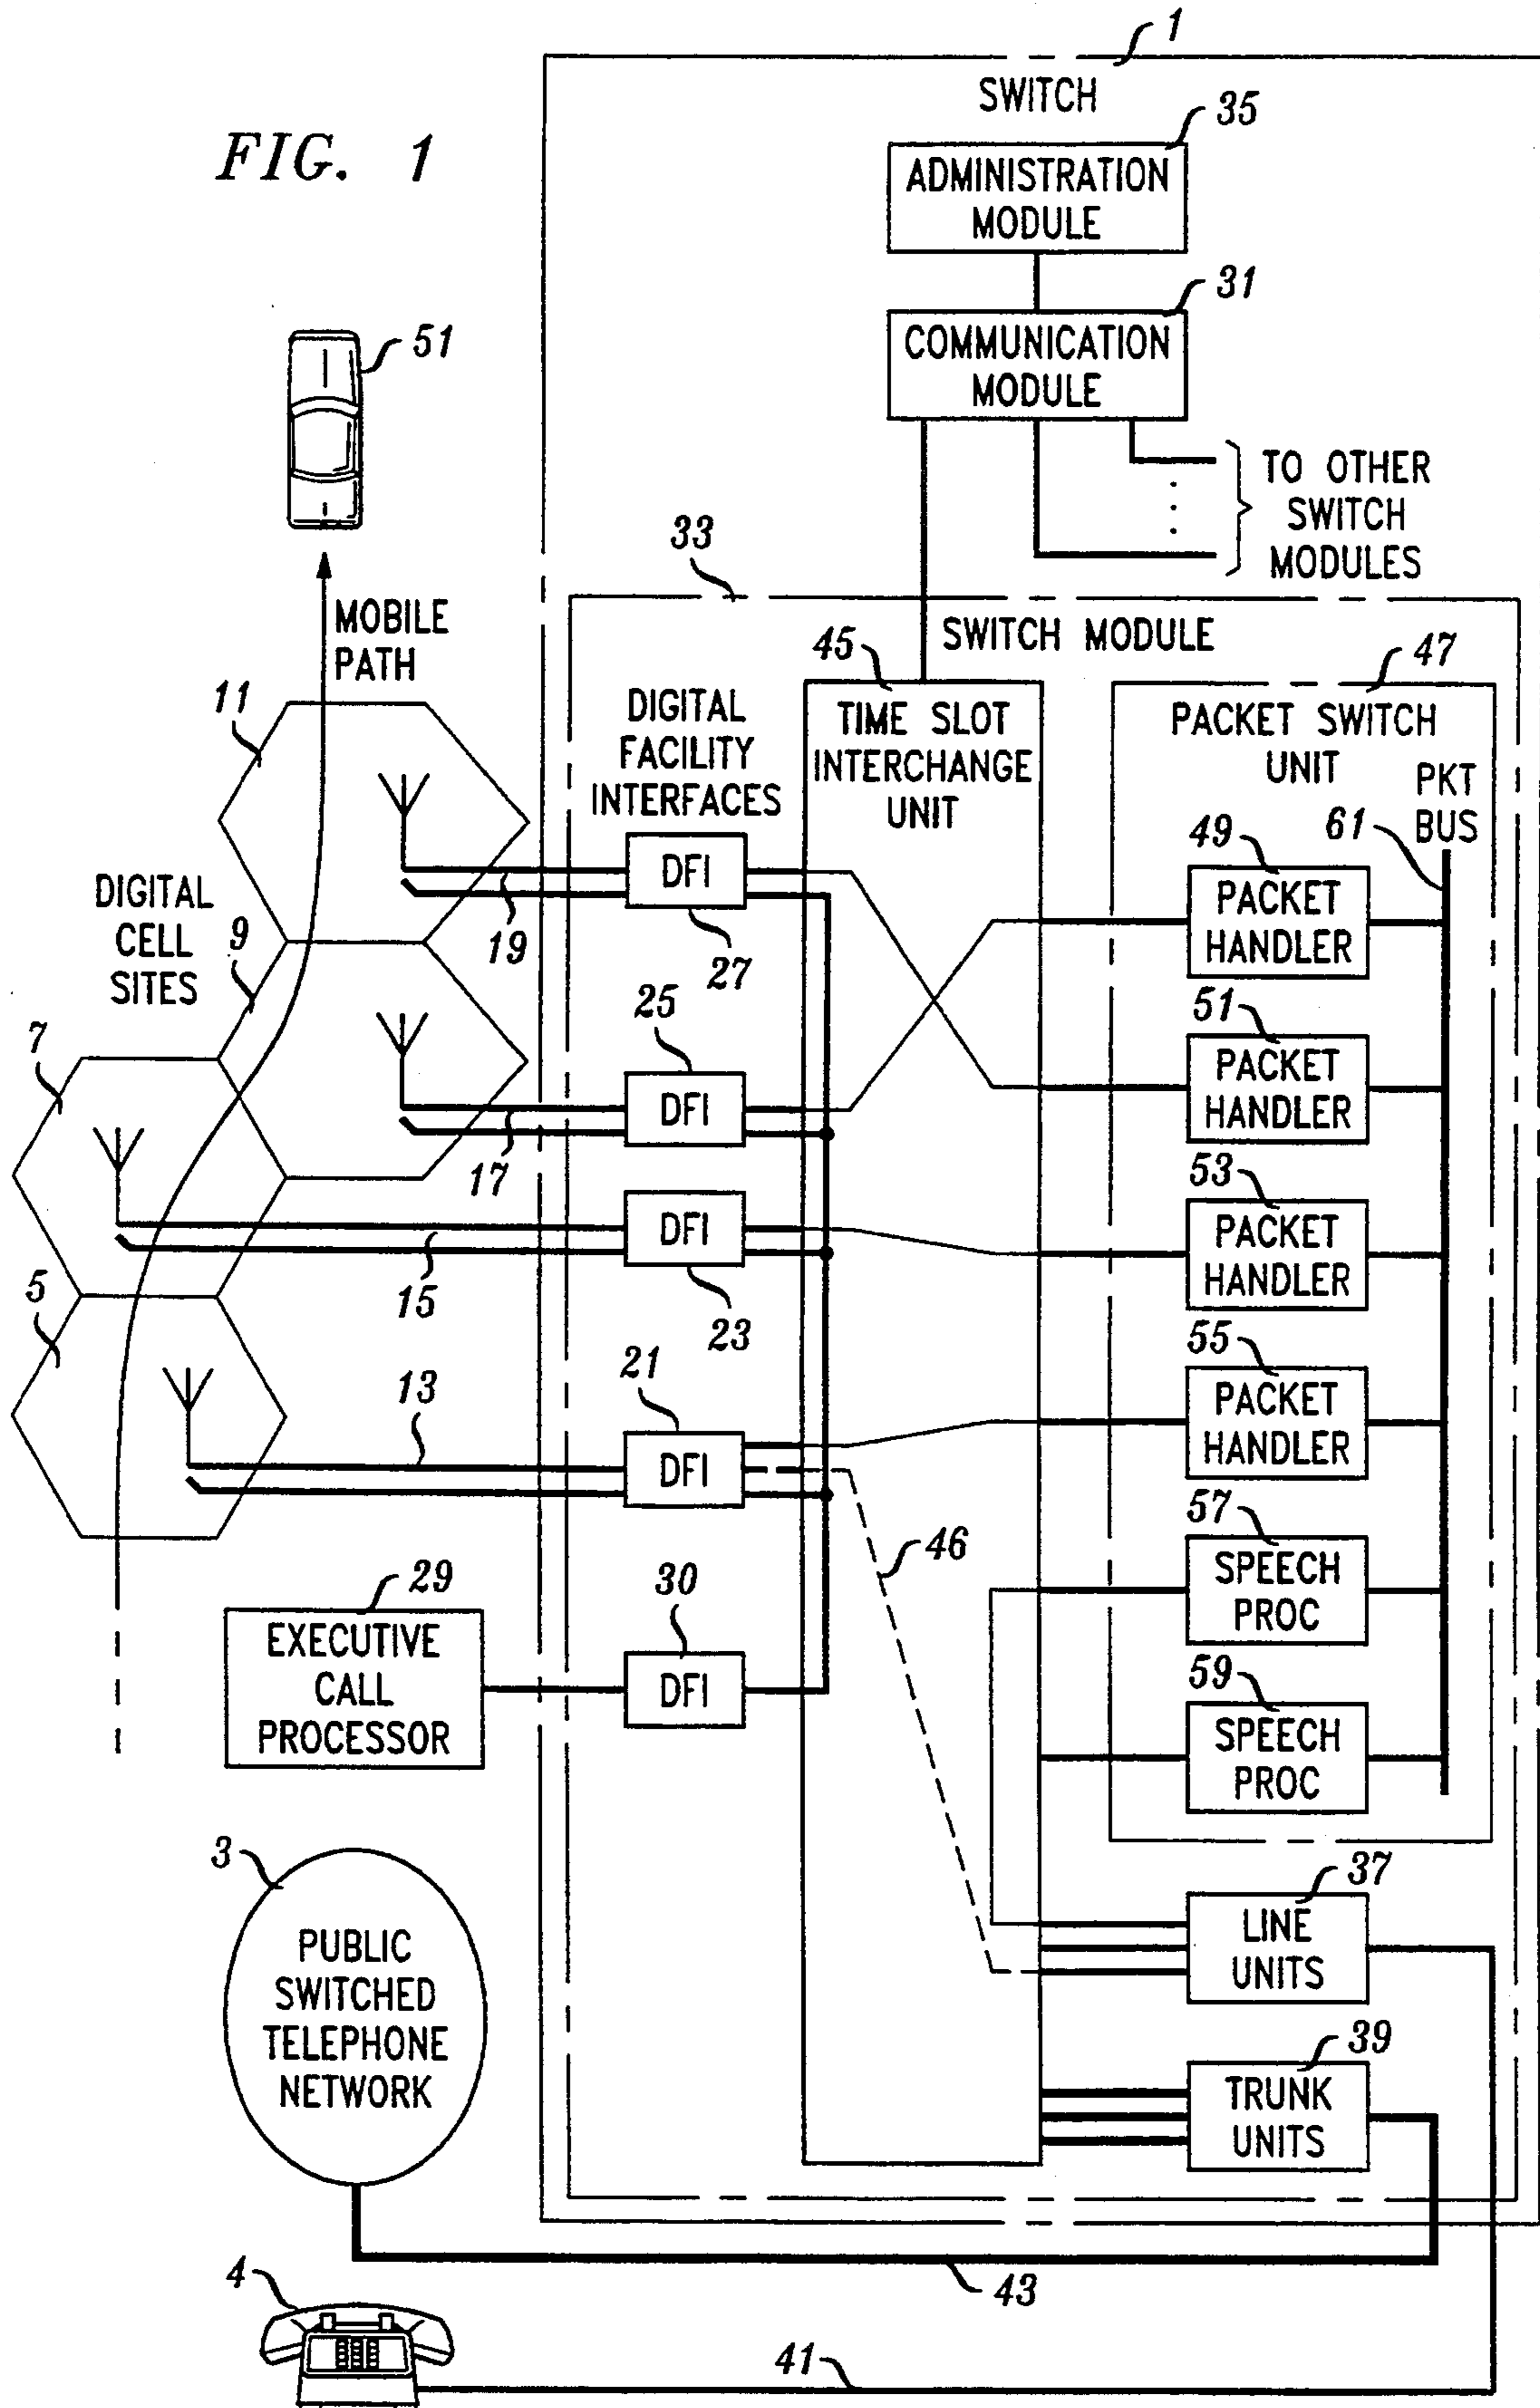 FIG. 1
1
SWITCH
35
ADMINISTRATION
MODULE
31
COMMUNICATION
MODULE
TO OTHER
SWITCH
MODULES
51
MOBILE
PATH
33
SWITCH MODULE
45
TIME SLOT
INTERCHANGE
UNIT
47
PACKET SWITCH
UNIT
PKT
BUS
61
DIGITAL
FACILITY
INTERFACES
11
DIGITAL
CELL
SITES
9
7
5
19
17
15
13
DFI
27
25
DFI
DFI
23
21
DFI
30
DFI
46
49
PACKET
HANDLER
51
PACKET
HANDLER
53
PACKET
HANDLER
55
PACKET
HANDLER
57
SPEECH
PROC
59
SPEECH
PROC
29
EXECUTIVE
CALL
PROCESSOR
3
PUBLIC
SWITCHED
TELEPHONE
NETWORK
37
LINE
UNITS
39
TRUNK
UNITS
43
4
41